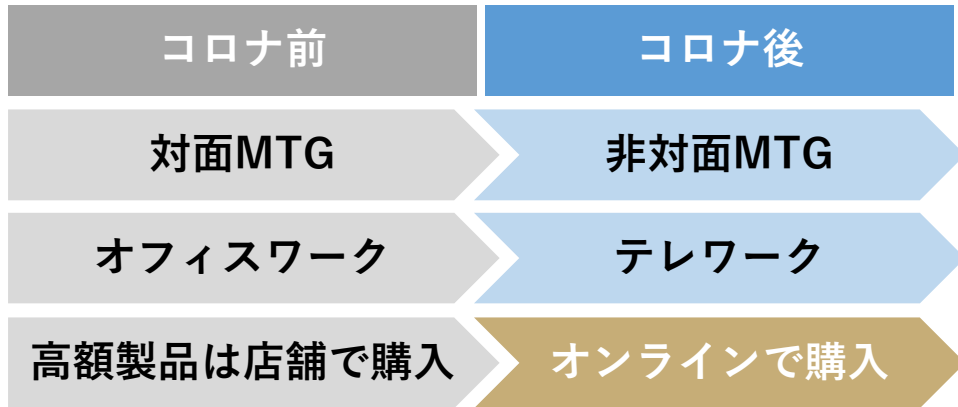 コロナ前
コロナ後
対面MTG
非対面MTG
オフィスワーク
テレワーク
高額製品は店舗で購入
オンラインで購入